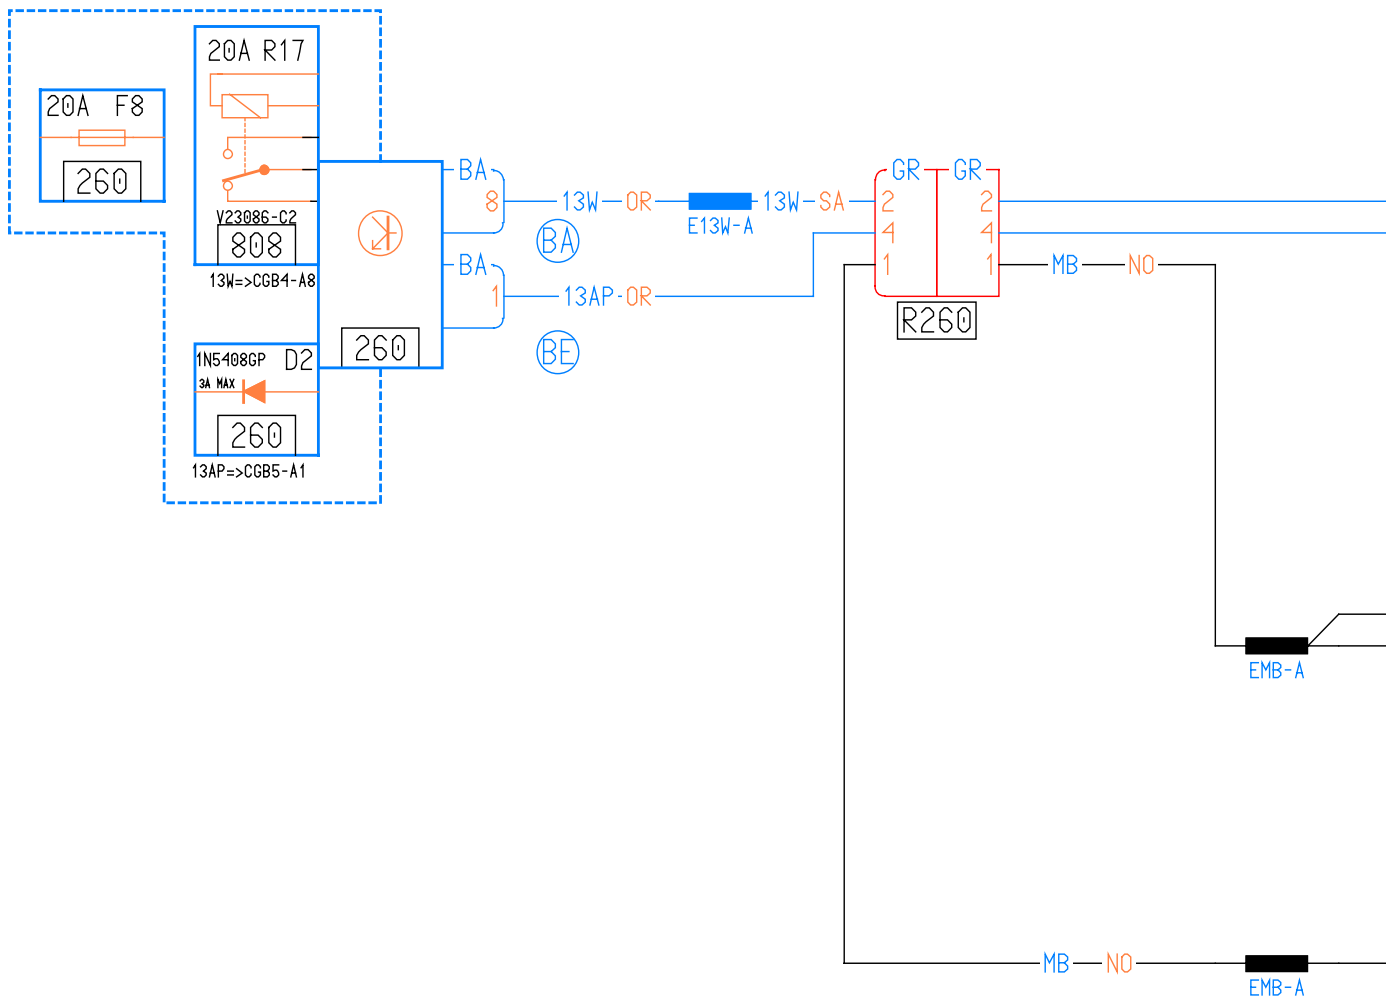 20A R17
20A F8
260
V23086-C2
808
13W=>CGB4-A8
BA
8
13W
OR
E13W-A
13W
SA
BA
BA
1
13AP
OR
BE
260
GR
GR
2
2
4
4
1
1
R260
MB
NO
1N5408GP
D2
3A MAX
260
13AP=>CGB5-A1
EMB-A
MB
NO
EMB-A